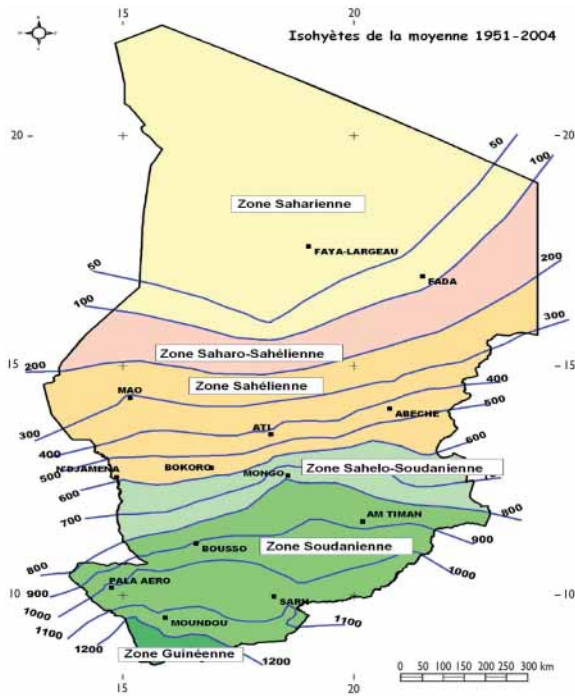 15
20
Isohyètes de la moyenne 1951-2004
20
20
50
100
Zone Saharienne
FAYA-LARGEAU
200
50
FADA
100
300
Zone Saharo-Sahélienne
15
200
Zone Sahélienne
400
MAO
500
ABECHE
300
ATI
400
600
N'DJAMENA
BOKORO
MONGO
Zone Sahelo-Soudanienne
500
600
800
700
AM TIMAN
900
BOUSSO
Zone Soudanienne
800
1000
900
PALA AERO
10
1000
SARH
10
1100
MOUNDOU
1100
1200
Zone Guinéenne
1200
0 50 100 150 200 250 300 km
15
20